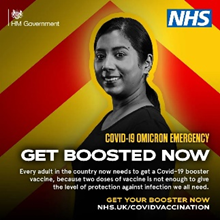 HM Government
NHS
COVID-19 OMICRON EMERGENCY
GET BOOSTED NOW
Every adult in the country now needs to get a Covid-19 booster
vaccine, because two doses of vaccine is not enough to give
the level of protection against infection we all need.
GET YOUR BOOSTER NOW
NHS.UK/COVIDVACCINATION